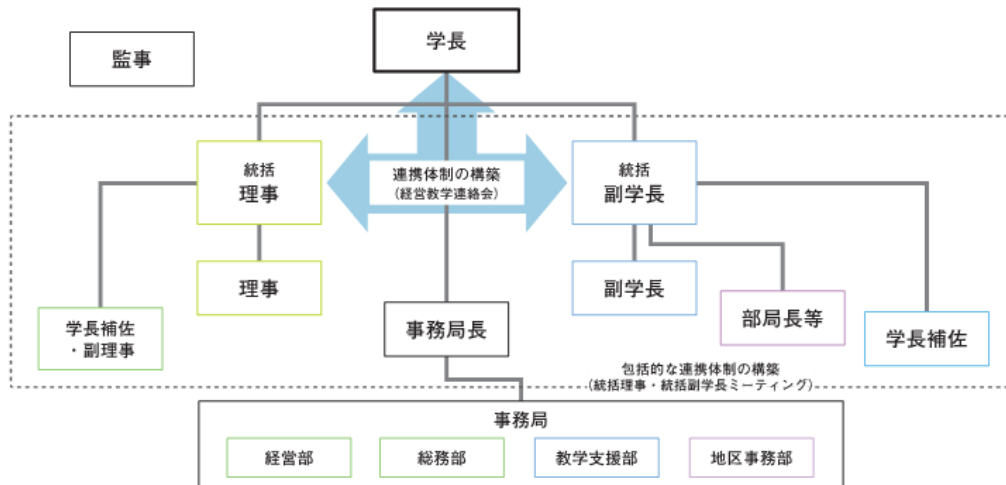 学長
監事
統括
理事
連携体制の構築
(経営教学連絡会)
統括
副学長
理事
副学長
学長補佐
・副理事
事務局長
部局長等
学長補佐
包括的な連携体制の構築
(統括理事・統括副学長ミーティング)
事務局
経営部
総務部
教学支援部
地区事務部